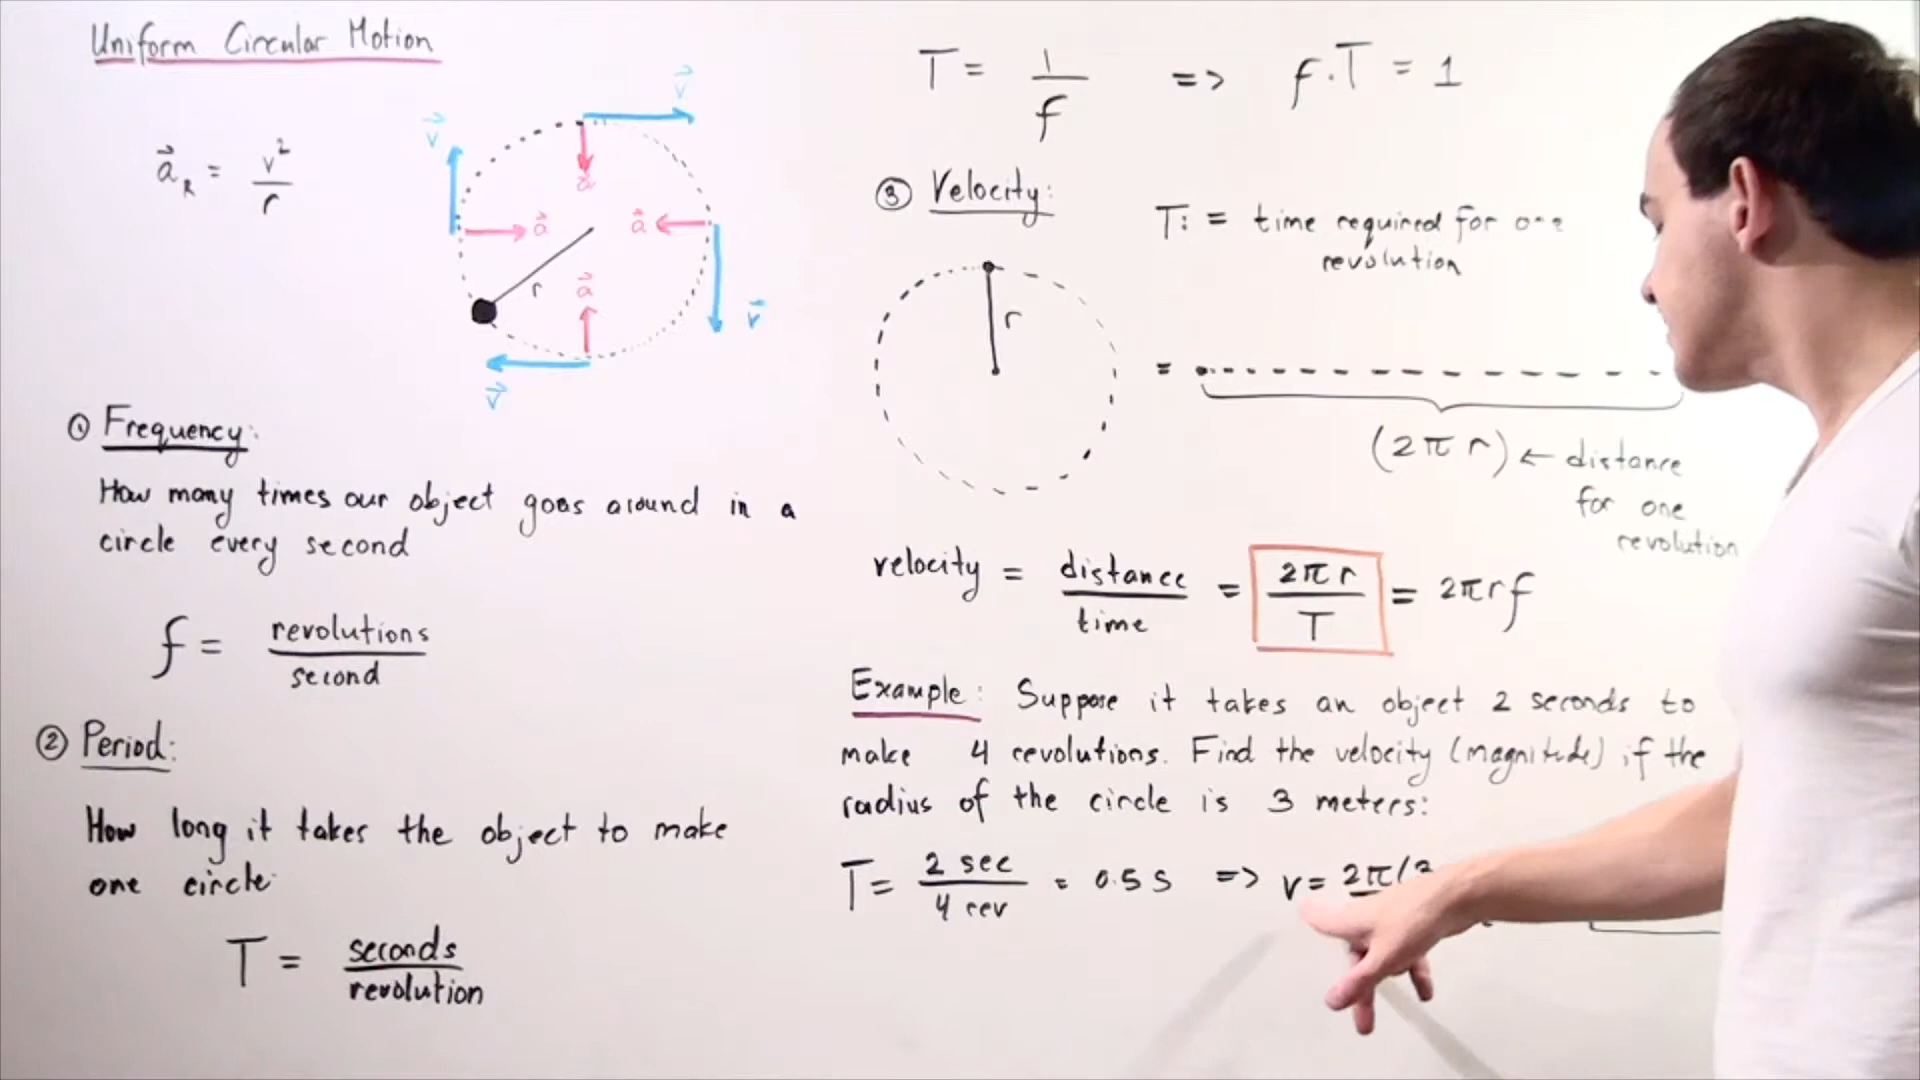 Uniform Circular Motion
a⃗_R = v²/r
v⃗
v⃗
a⃗
a⃗
a⃗
a⃗
r
v⃗
v⃗
① Frequency:
How many times our object goes around in a
circle every second
f = revolutions/second
② Period:
How long it takes the object to make
one circle.
T = seconds/revolution
T = 1/f => f.T = 1
③ Velocity:
T: = time required for one
revolution
r
=
(2πr) ← distance
for one
revolution
velocity = distance/time = 2πr/T = 2πrf
Example: Suppose it takes an object 2 seconds to
make 4 revolutions. Find the velocity (magnitude) if the
radius of the circle is 3 meters:
T = 2 sec/4 rev = 0.5 s => v = 2π(3